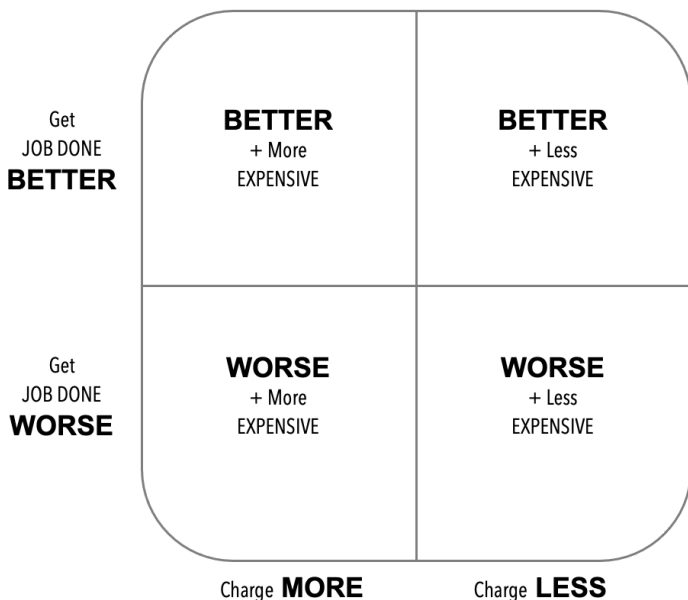 Get
JOB DONE
BETTER
BETTER
+ More
EXPENSIVE
BETTER
+ Less
EXPENSIVE
Get
JOB DONE
WORSE
WORSE
+ More
EXPENSIVE
WORSE
+ Less
EXPENSIVE
Charge MORE
Charge LESS